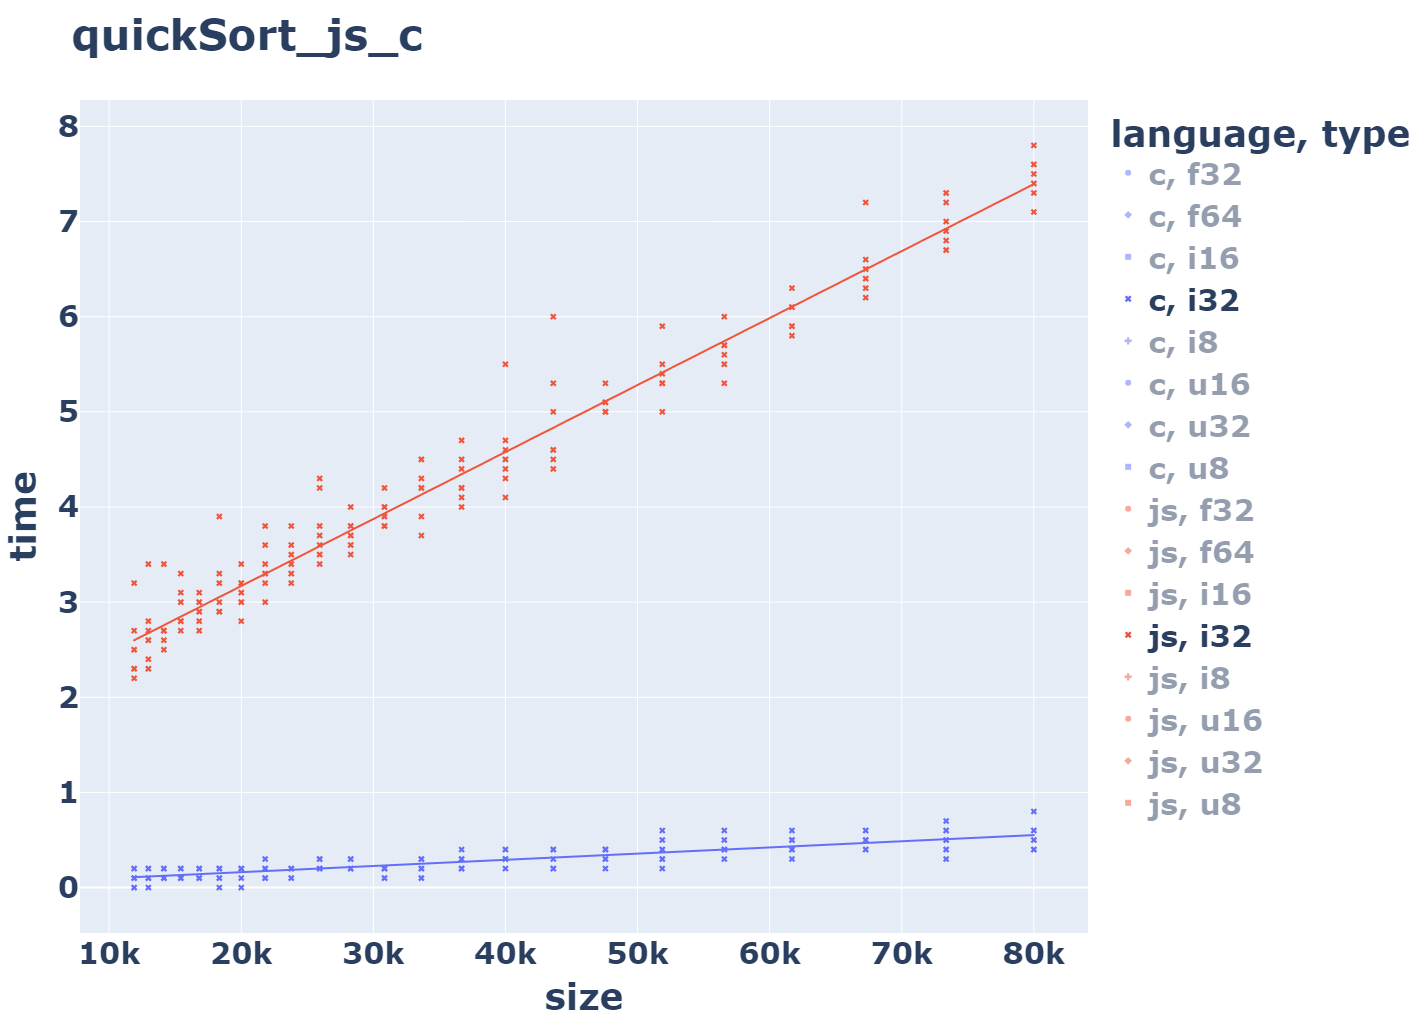 quickSort_js_c
8
7
6
5
4
3
2
1
0
time
10k 20k 30k 40k 50k 60k 70k 80k
size
language, type
c, f32
c, f64
c, i16
c, i32
c, i8
c, u16
c, u32
c, u8
js, f32
js, f64
js, i16
js, i32
js, i8
js, u16
js, u32
js, u8